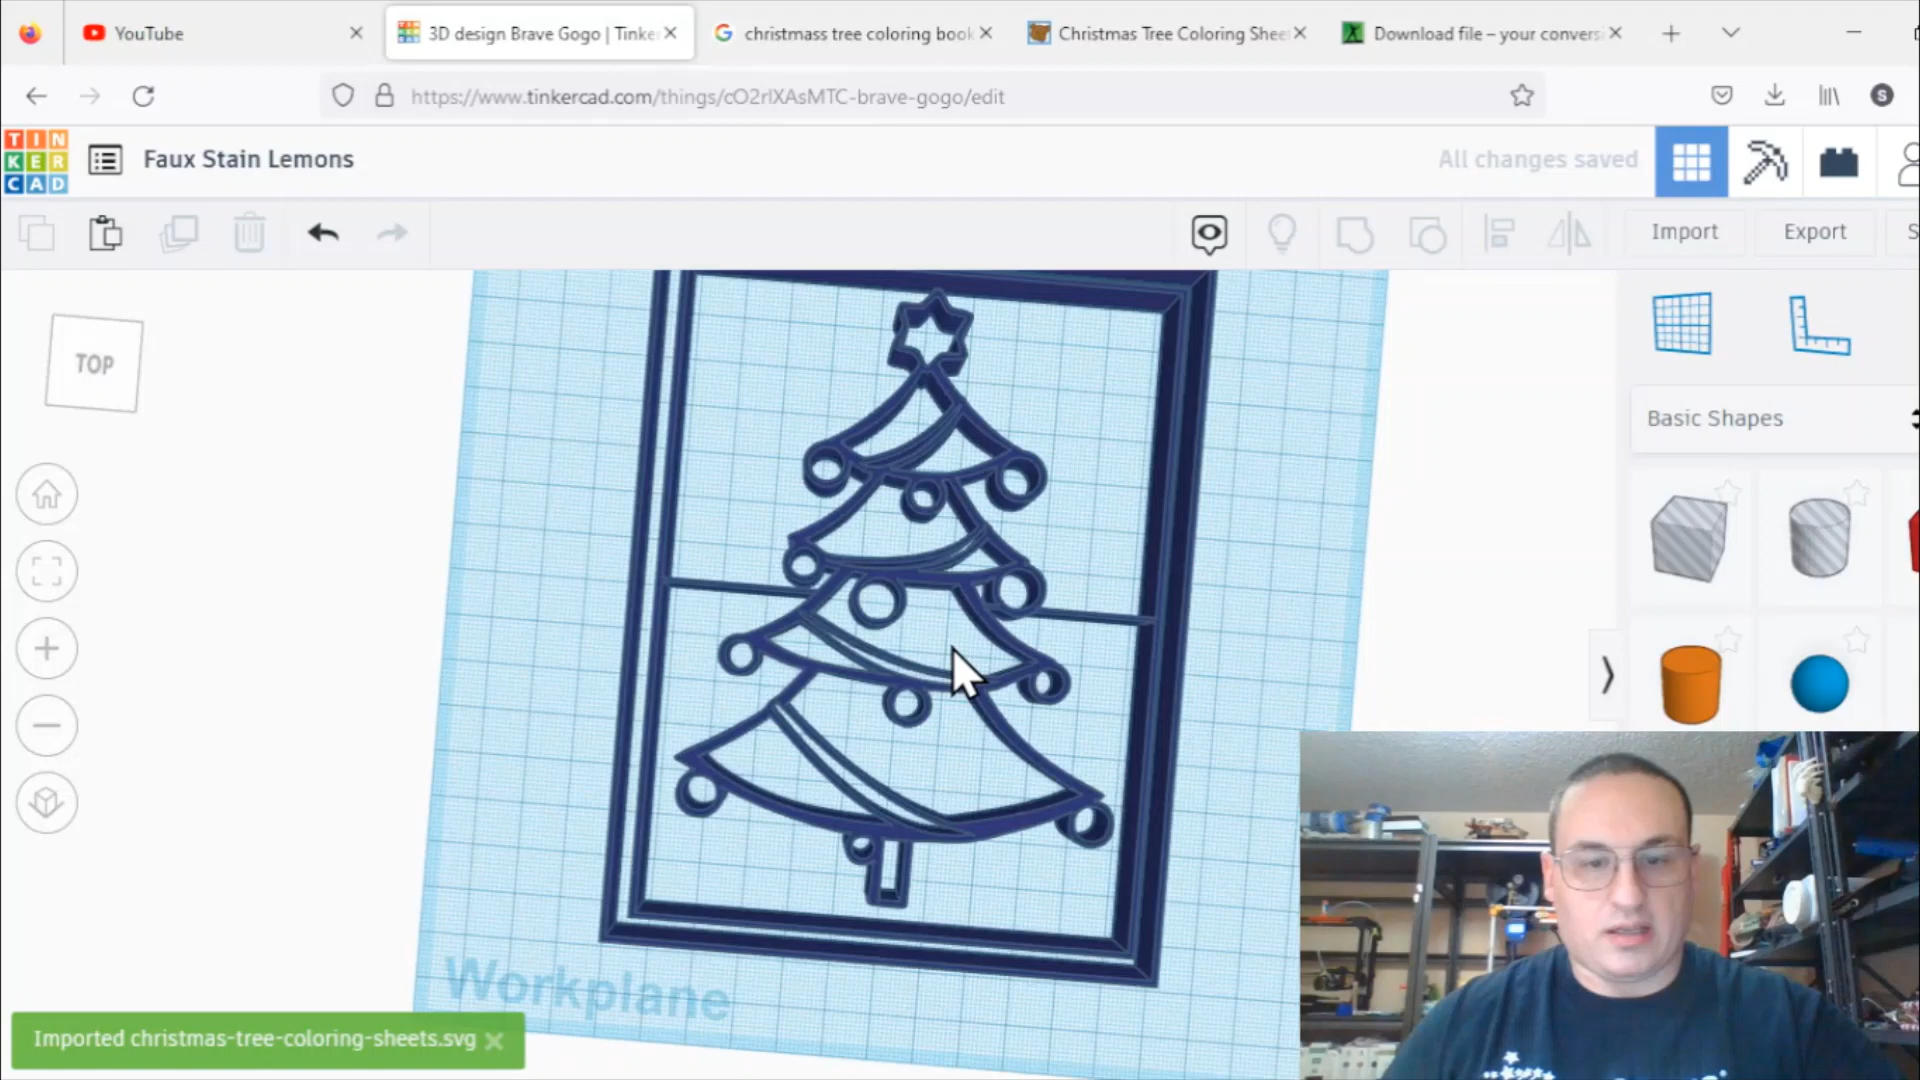 YouTube
3D design Brave Gogo | Tinke
christmass tree coloring book
Christmas Tree Coloring Shee
Download file – your convers
https://www.tinkercad.com/things/cO2rlXAsMTC-brave-gogo/edit
S
TIN
KER
CAD
Faux Stain Lemons
All changes saved
Import
Export
S
TOP
Basic Shapes
Workplane
Imported christmas-tree-coloring-sheets.svg